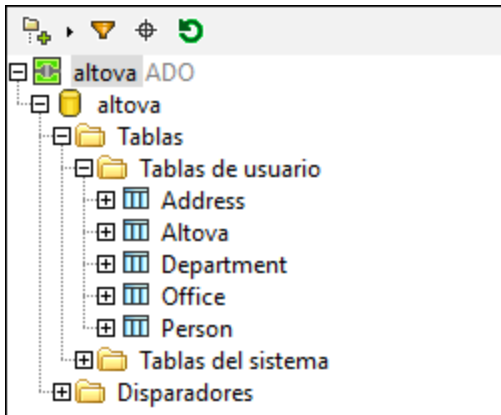 altova ADO
altova
Tablas
Tablas de usuario
Address
Altova
Department
Office
Person
Tablas del sistema
Disparadores